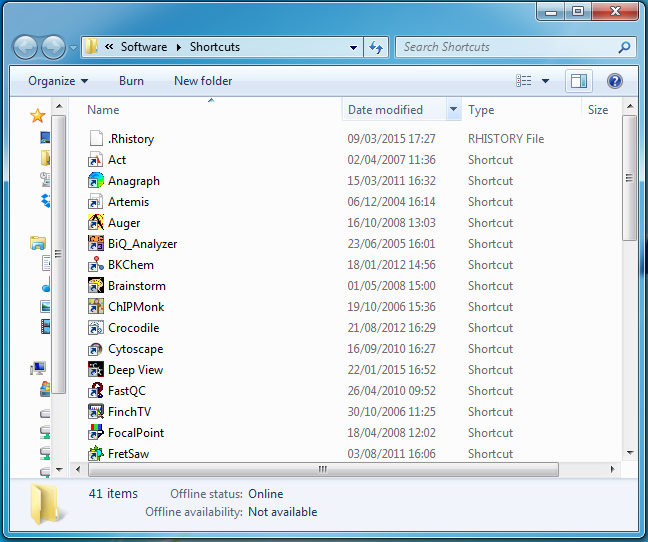 « Software ▸ Shortcuts Search Shortcuts
Organize Burn New folder
Name Date modified Type Size
.Rhistory 09/03/2015 17:27 RHISTORY File
Act 02/04/2007 11:36 Shortcut
Anagraph 15/03/2011 16:32 Shortcut
Artemis 06/12/2004 16:14 Shortcut
Auger 16/10/2008 13:03 Shortcut
BiQ_Analyzer 23/06/2005 16:01 Shortcut
BKChem 18/01/2012 14:56 Shortcut
Brainstorm 01/05/2008 15:00 Shortcut
ChIPMonk 19/10/2006 15:36 Shortcut
Crocodile 21/08/2012 16:29 Shortcut
Cytoscape 16/09/2010 16:27 Shortcut
Deep View 22/01/2015 16:52 Shortcut
FastQC 26/04/2010 09:52 Shortcut
FinchTV 30/10/2006 11:25 Shortcut
FocalPoint 18/04/2008 12:02 Shortcut
FretSaw 03/08/2011 16:06 Shortcut
41 items Offline status: Online
Offline availability: Not available